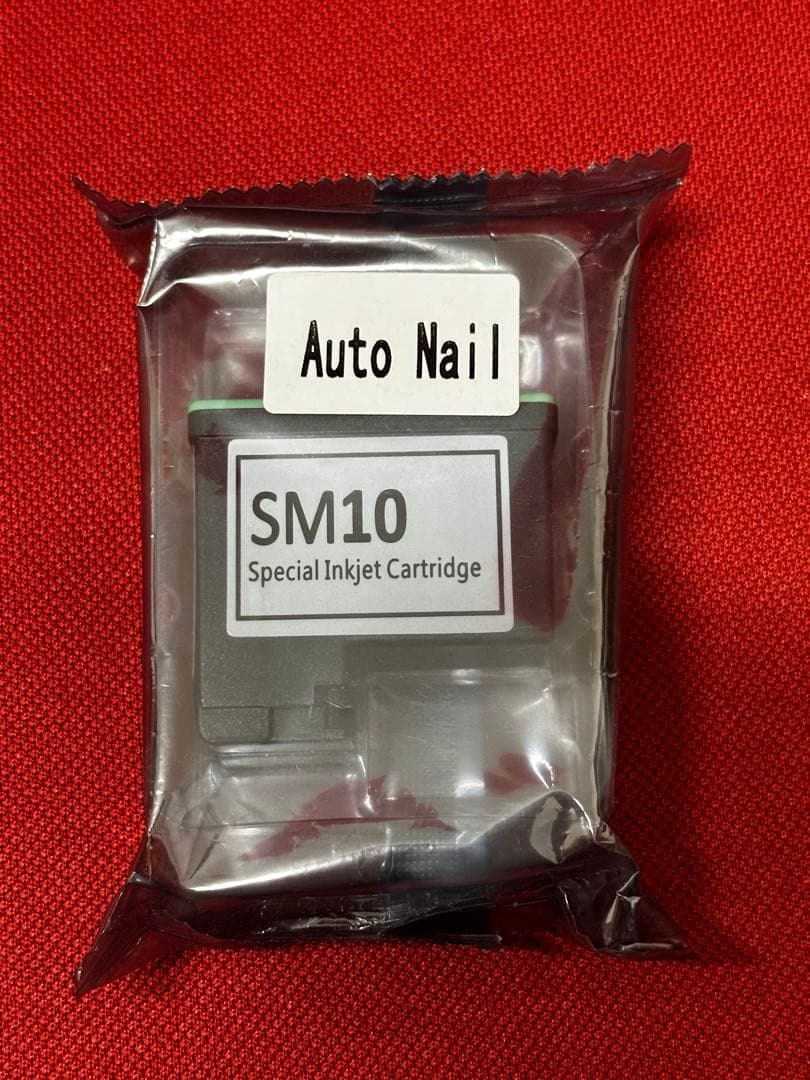 Auto Nail
SM10
Special Inkjet Cartridge